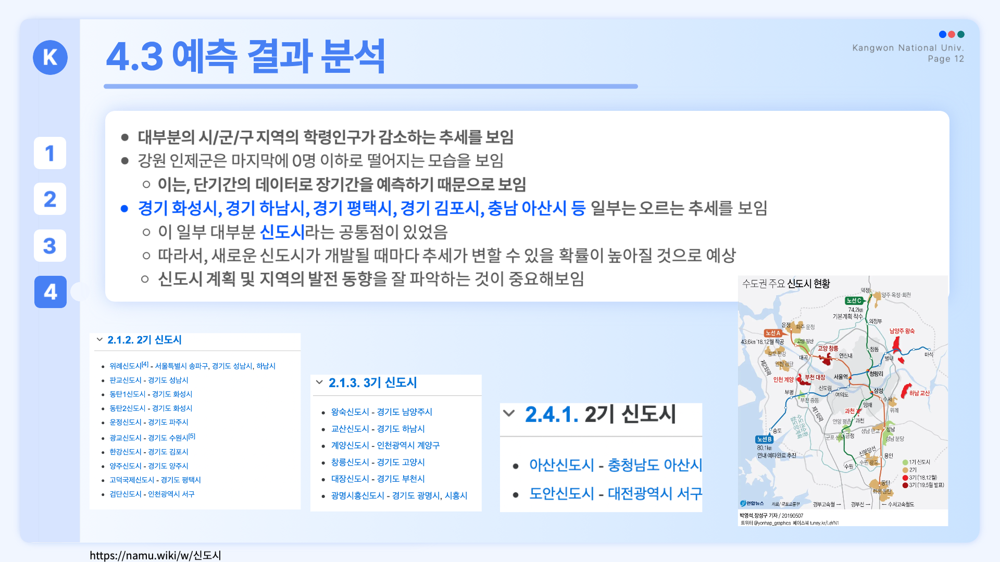 K
4.3 예측 결과 분석
Kangwon National Univ.
Page 12
1
2
3
4
● 대부분의 시/군/구 지역의 학령인구가 감소하는 추세를 보임
● 강원 인제군은 마지막에 0명 이하로 떨어지는 모습을 보임
○ 이는, 단기간의 데이터로 장기간을 예측하기 때문으로 보임
● 경기 화성시, 경기 하남시, 경기 평택시, 경기 김포시, 충남 아산시 등 일부는 오르는 추세를 보임
○ 이 일부 대부분 신도시라는 공통점이 있었음
○ 따라서, 새로운 신도시가 개발될 때마다 추세가 변할 수 있을 확률이 높아질 것으로 예상
○ 신도시 계획 및 지역의 발전 동향을 잘 파악하는 것이 중요해보임
2.1.2. 2기 신도시
• 위례신도시[4] - 서울특별시 송파구, 경기도 성남시, 하남시
• 판교신도시 - 경기도 성남시
• 동탄1신도시 - 경기도 화성시
• 동탄2신도시 - 경기도 화성시
• 운정신도시 - 경기도 파주시
• 광교신도시 - 경기도 수원시[5]
• 한강신도시 - 경기도 김포시
• 양주신도시 - 경기도 양주시
• 고덕국제신도시 - 경기도 평택시
• 검단신도시 - 인천광역시 서구
2.1.3. 3기 신도시
• 왕숙신도시 - 경기도 남양주시
• 교산신도시 - 경기도 하남시
• 계양신도시 - 인천광역시 계양구
• 창릉신도시 - 경기도 고양시
• 대장신도시 - 경기도 부천시
• 광명시흥신도시 - 경기도 광명시, 시흥시
2.4.1. 2기 신도시
• 아산신도시 - 충청남도 아산시
• 도안신도시 - 대전광역시 서구
수도권 주요 신도시 현황
덕정
양주 옥정·회천
노선 C
74.2㎞
기본계획 착수
의정부
운정
파주 운정
노선 A
43.6㎞ '18.12월 착공
고양 일산
남양주 왕숙
김포 한강
고양 창릉
창동
대곡
연신내
별내
마석
인천 검단
제2외곽
인천 계양
부천 대장
서울역
청량리
신도림
여의도
삼성
하남 교산
부평
부천 중동
양재
수서
위례
제1외곽
과천
안양 평촌
과천
수도권순환
철도망계획
송도
성남 판교
성남
군포 산본
금정
성남 분당
노선 B
80.1㎞
연내 예타완료 추진
신분당선
용인
수원
수원 광교
1기 신도시
2기
3기('18.12월)
3기('19.5월 발표)
동탄
화성 동탄
연합뉴스
자료/ 국토교통부
경부고속철 →
경부선 →
← 수서고속철도
박영석,장성구 기자 / 20190507
트위터 @yonhap_graphics 페이스북 tuney.kr/LeYN1
https://namu.wiki/w/신도시